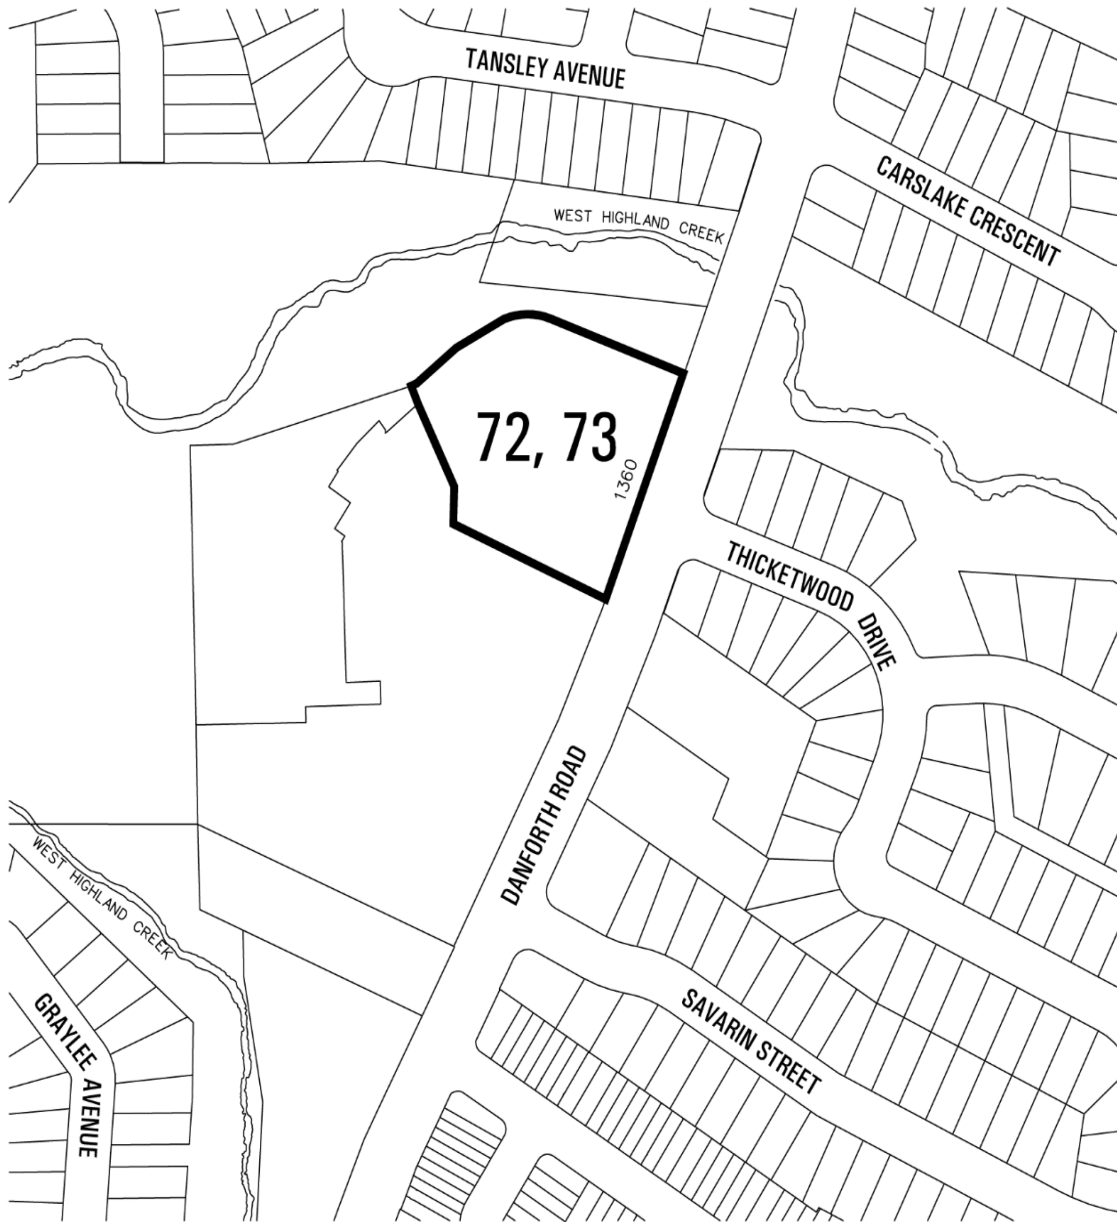 TANSLEY AVENUE
CARSLAKE CRESCENT
WEST HIGHLAND CREEK
72, 73
1360
THICKETWOOD DRIVE
DANFORTH ROAD
WEST HIGHLAND CREEK
SAVARIN STREET
GRAYLEE AVENUE